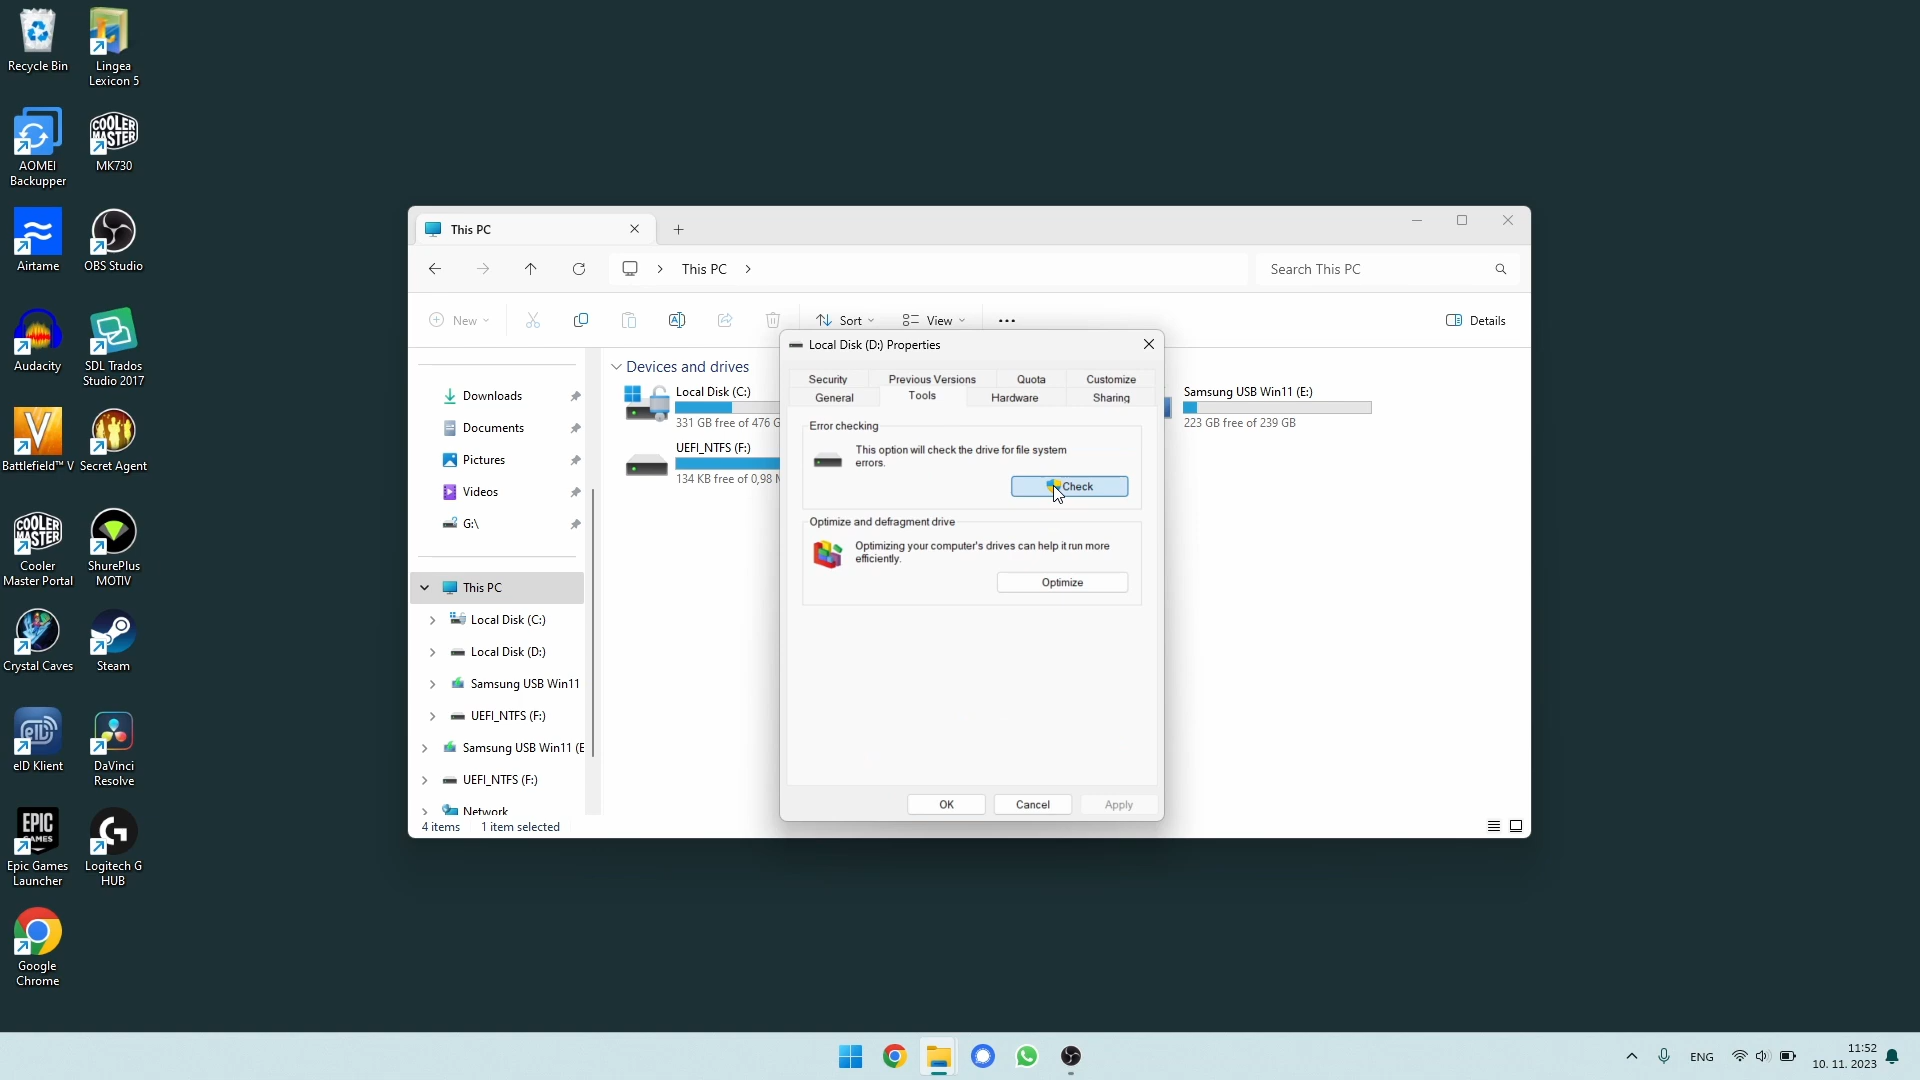 Recycle Bin
Lingea
Lexicon 5
AOMEI
Backupper
COOLER
MASTER
MK730
Airtame
OBS Studio
Audacity
SDL Trados
Studio 2017
Battlefield™ V
Secret Agent
COOLER
MASTER
Cooler
Master Portal
ShurePlus
MOTIV
Crystal Caves
Steam
eID
eID Klient
DaVinci
Resolve
EPIC
GAMES
Epic Games
Launcher
Logitech G
HUB
Google
Chrome
This PC
This PC
Search This PC
New
Sort
View
Details
Downloads
Documents
Pictures
Videos
G:\
This PC
Local Disk (C:)
Local Disk (D:)
Samsung USB Win11
UEFI_NTFS (F:)
Samsung USB Win11 (E
UEFI_NTFS (F:)
Network
4 items 1 item selected
Devices and drives
Local Disk (C:)
331 GB free of 476 G
UEFI_NTFS (F:)
134 KB free of 0,98 M
Samsung USB Win11 (E:)
223 GB free of 239 GB
Local Disk (D:) Properties
Security Previous Versions Quota Customize
General Tools Hardware Sharing
Error checking
This option will check the drive for file system
errors.
Check
Optimize and defragment drive
Optimizing your computer's drives can help it run more
efficiently.
Optimize
OK Cancel Apply
ENG
11:52
10. 11. 2023